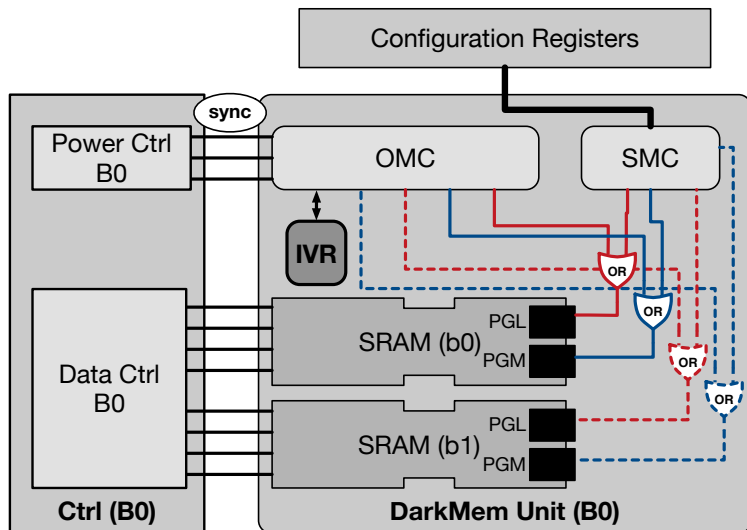 Configuration Registers
sync
Power Ctrl
B0
OMC
SMC
IVR
OR
OR
OR
OR
PGL
SRAM (b0)
PGM
Data Ctrl
B0
PGL
SRAM (b1)
PGM
Ctrl (B0)
DarkMem Unit (B0)